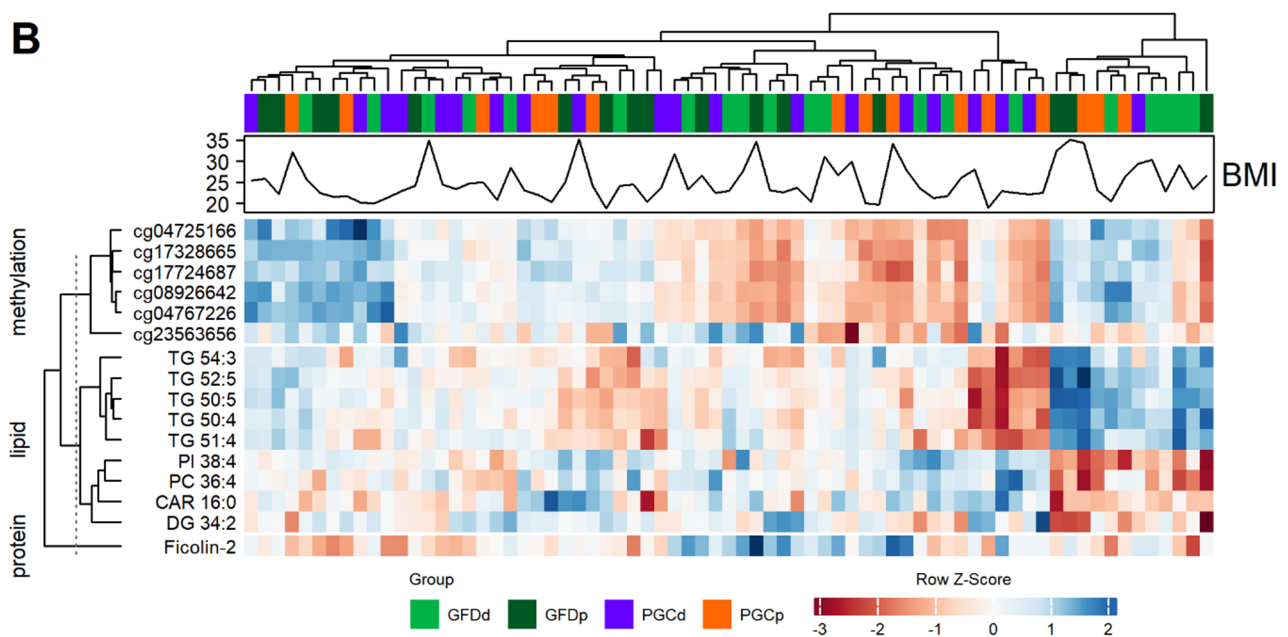 B
35
30
25
20
BMI
methylation
cg04725166
cg17328665
cg17724687
cg08926642
cg04767226
cg23563656
lipid
TG 54:3
TG 52:5
TG 50:5
TG 50:4
TG 51:4
PI 38:4
PC 36:4
CAR 16:0
DG 34:2
protein
Ficolin-2
Group
GFDd GFDp PGCd PGCp
Row Z-Score
-3 -2 -1 0 1 2